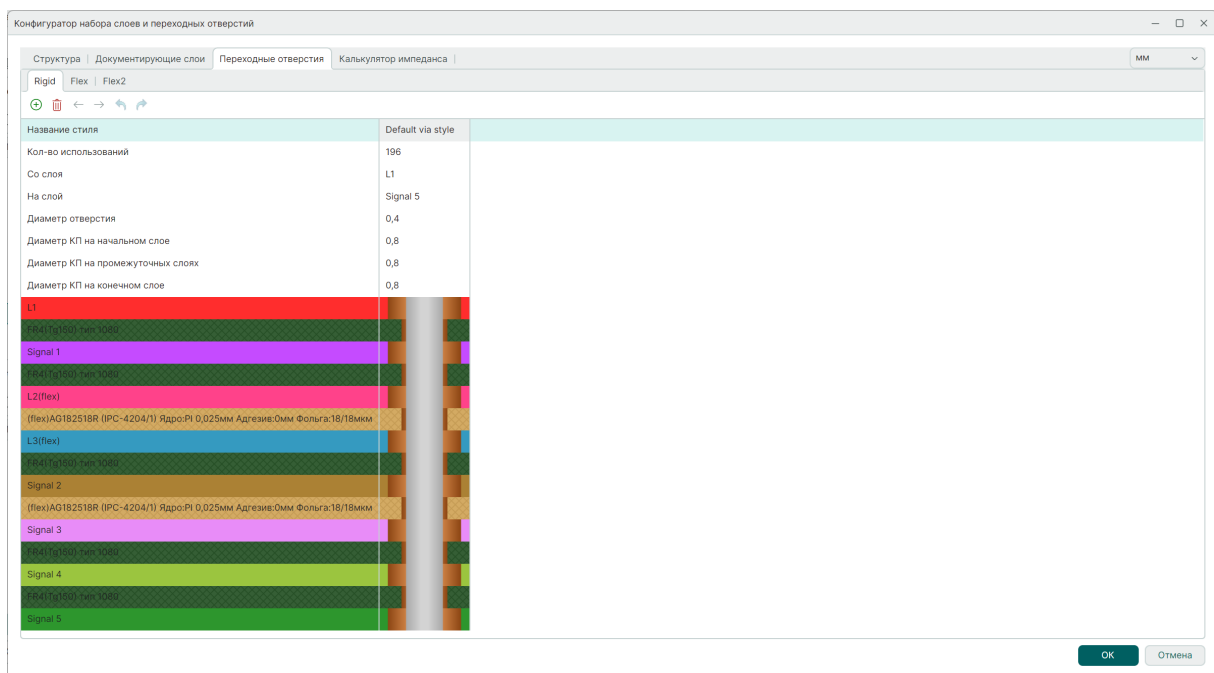 Конфигуратор набора слоев и переходных отверстий
Структура | Документирующие слои Переходные отверстия Калькулятор импеданса | мм
Rigid Flex | Flex2
Название стиля Default via style
Кол-во использований 196
Со слоя L1
На слой Signal 5
Диаметр отверстия 0,4
Диаметр КП на начальном слое 0,8
Диаметр КП на промежуточных слоях 0,8
Диаметр КП на конечном слое 0,8
L1
FR4(Tg150) тип 1080
Signal 1
FR4(Tg150) тип 1080
L2(flex)
(flex)AG182518R (IPC-4204/1) Ядро:PI 0,025мм Адгезив:0мм Фольга:18/18мкм
L3(flex)
FR4(Tg150) тип 1080
Signal 2
(flex)AG182518R (IPC-4204/1) Ядро:PI 0,025мм Адгезив:0мм Фольга:18/18мкм
Signal 3
FR4(Tg150) тип 1080
Signal 4
FR4(Tg150) тип 1080
Signal 5
ОК Отмена